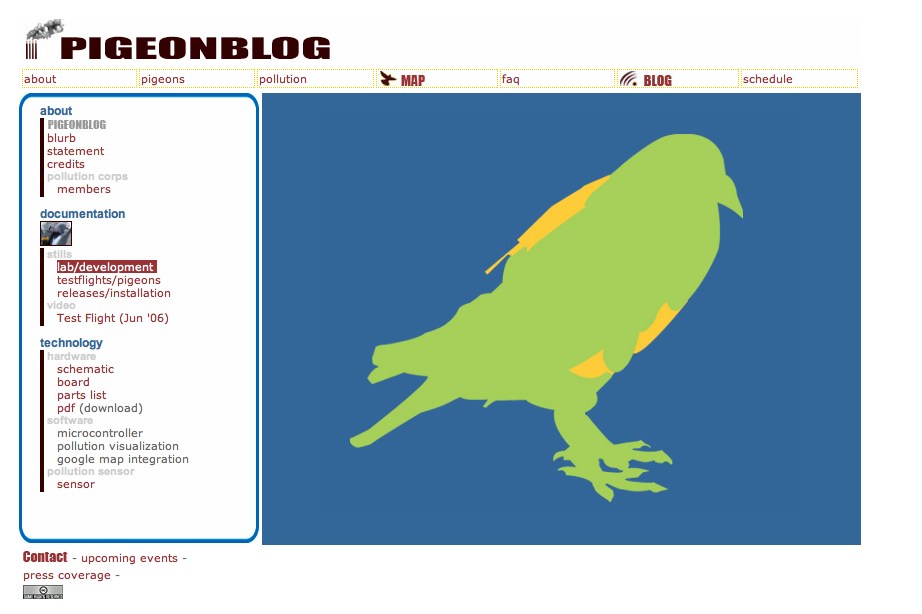 PIGEONBLOG
about pigeons pollution MAP faq BLOG schedule
about
PIGEONBLOG
blurb
statement
credits
pollution corps
members
documentation
stills
lab/development
testflights/pigeons
releases/installation
video
Test Flight (Jun '06)
technology
hardware
schematic
board
parts list
pdf (download)
software
microcontroller
pollution visualization
google map integration
pollution sensor
sensor
Contact - upcoming events -
press coverage -